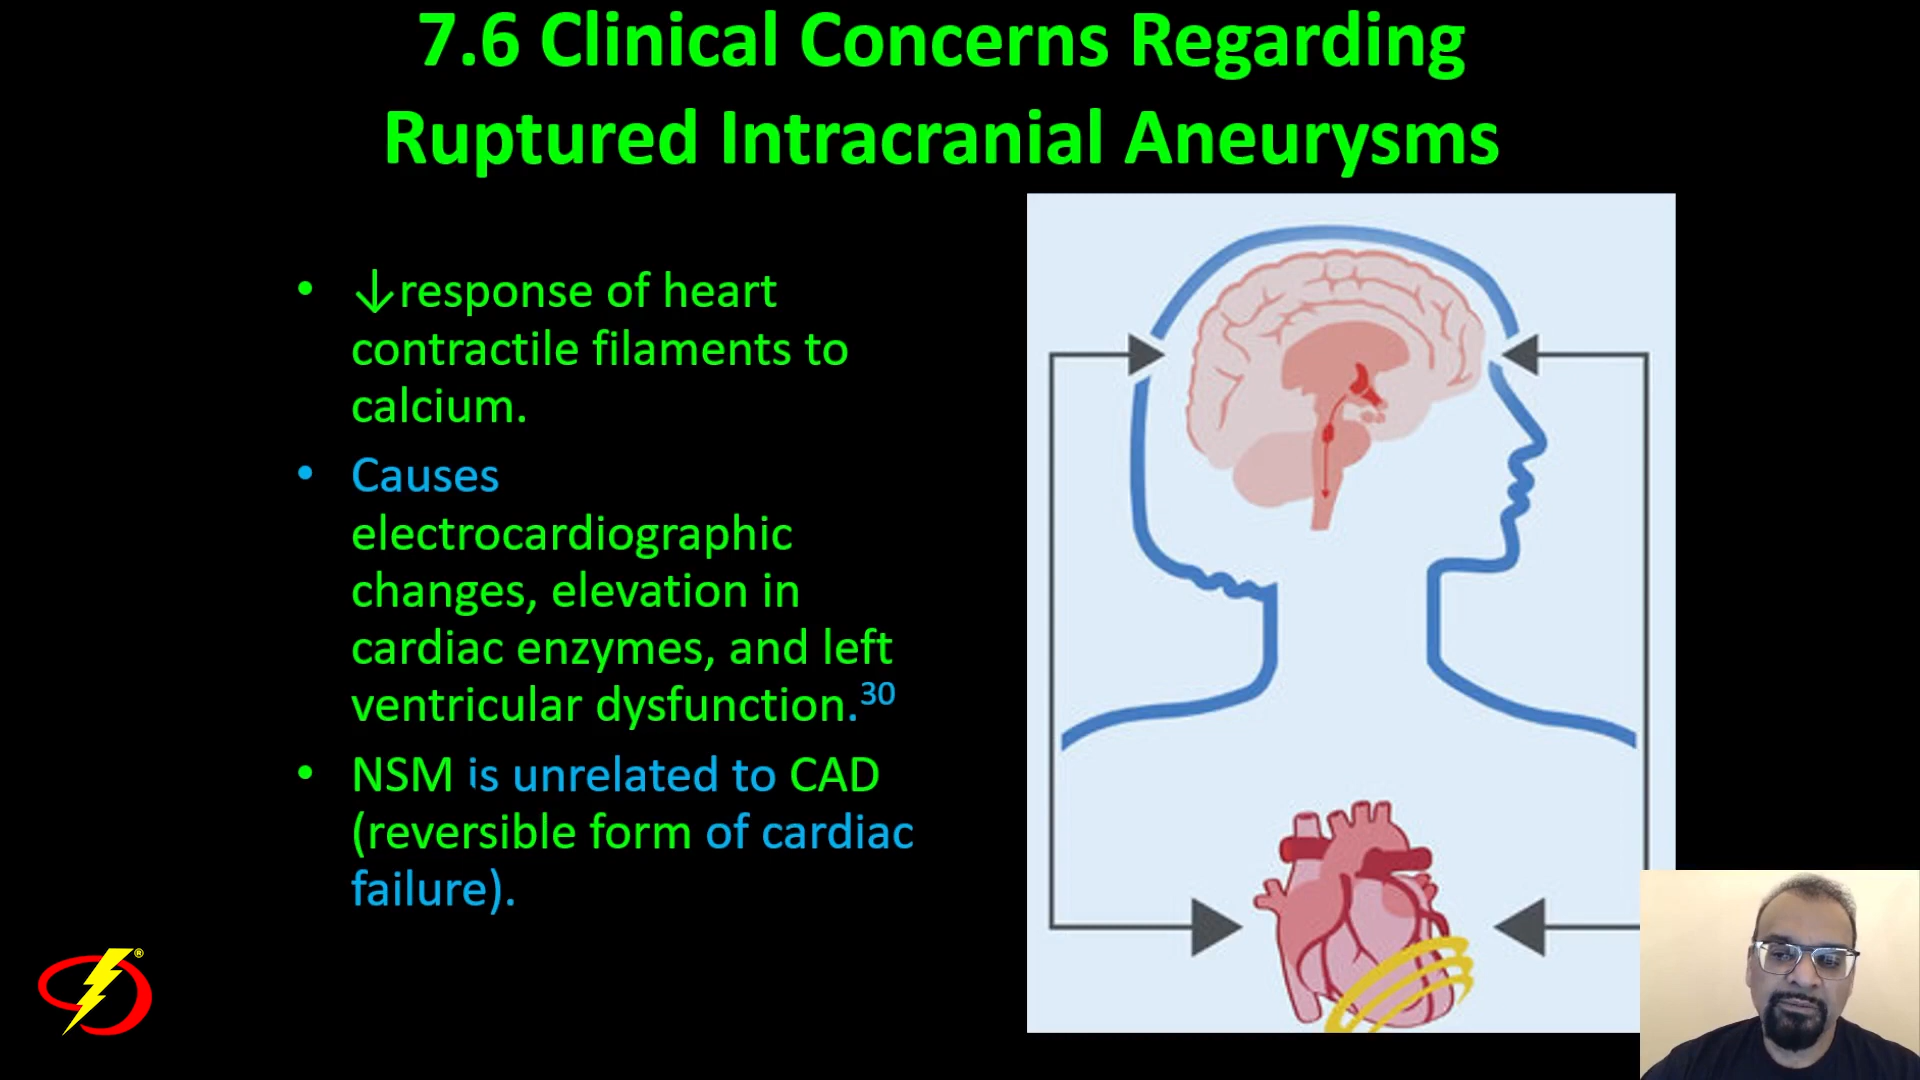 7.6 Clinical Concerns Regarding
Ruptured Intracranial Aneurysms
• ↓response of heart
contractile filaments to
calcium.
• Causes
electrocardiographic
changes, elevation in
cardiac enzymes, and left
ventricular dysfunction.³⁰
• NSM is unrelated to CAD
(reversible form of cardiac
failure).
®